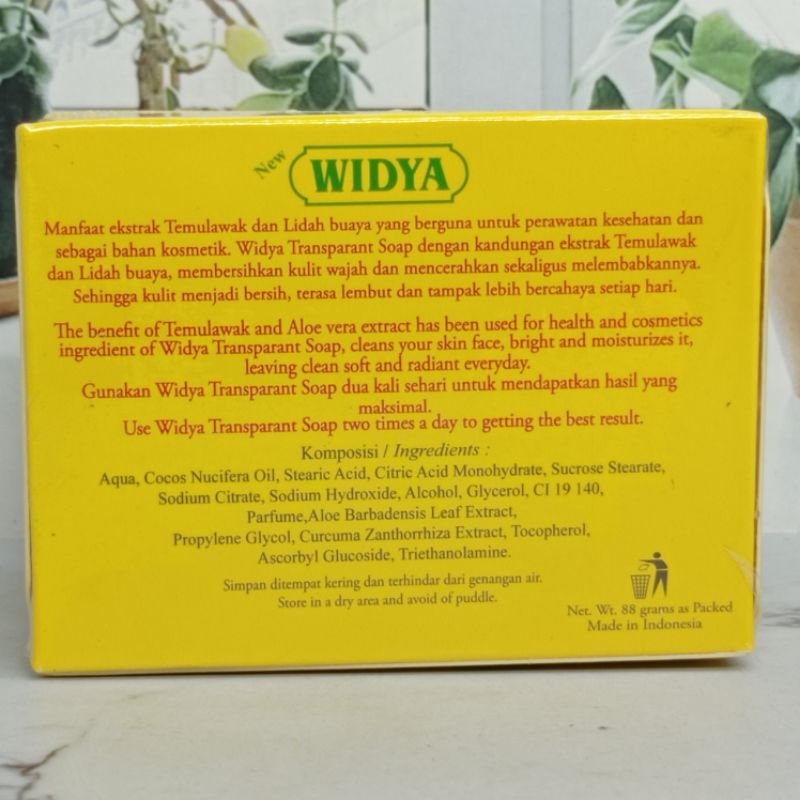 New
WIDYA
Manfaat ekstrak Temulawak dan Lidah buaya yang berguna untuk perawatan kesehatan dan
sebagai bahan kosmetik. Widya Transparant Soap dengan kandungan ekstrak Temulawak
dan Lidah buaya, membersihkan kulit wajah dan mencerahkan sekaligus melembabkannya.
Sehingga kulit menjadi bersih, terasa lembut dan tampak lebih bercahaya setiap hari.
The benefit of Temulawak and Aloe vera extract has been used for health and cosmetics
ingredient of Widya Transparant Soap, cleans your skin face, bright and moisturizes it,
leaving clean soft and radiant everyday.
Gunakan Widya Transparant Soap dua kali sehari untuk mendapatkan hasil yang
maksimal.
Use Widya Transparant Soap two times a day to getting the best result.
Komposisi / Ingredients :
Aqua, Cocos Nucifera Oil, Stearic Acid, Citric Acid Monohydrate, Sucrose Stearate,
Sodium Citrate, Sodium Hydroxide, Alcohol, Glycerol, CI 19 140,
Parfume,Aloe Barbadensis Leaf Extract,
Propylene Glycol, Curcuma Zanthorrhiza Extract, Tocopherol,
Ascorbyl Glucoside, Triethanolamine.
Simpan ditempat kering dan terhindar dari genangan air.
Store in a dry area and avoid of puddle.
Net. Wt. 88 grams as Packed
Made in Indonesia